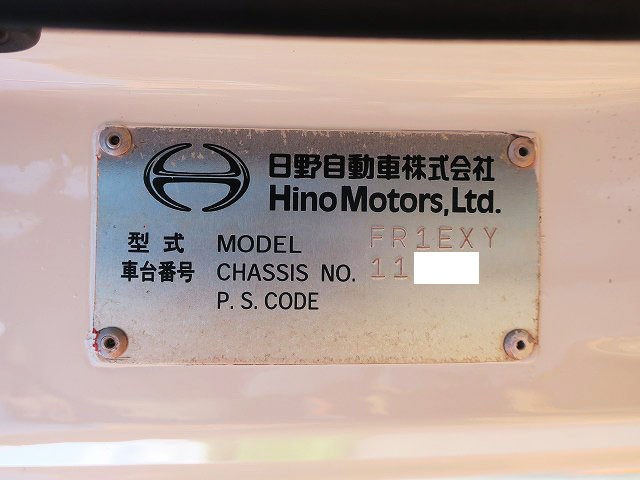 日野自動車株式会社
Hino Motors, Ltd.
型式 MODEL FR1EXY
車台番号 CHASSIS NO. 11
P. S. CODE